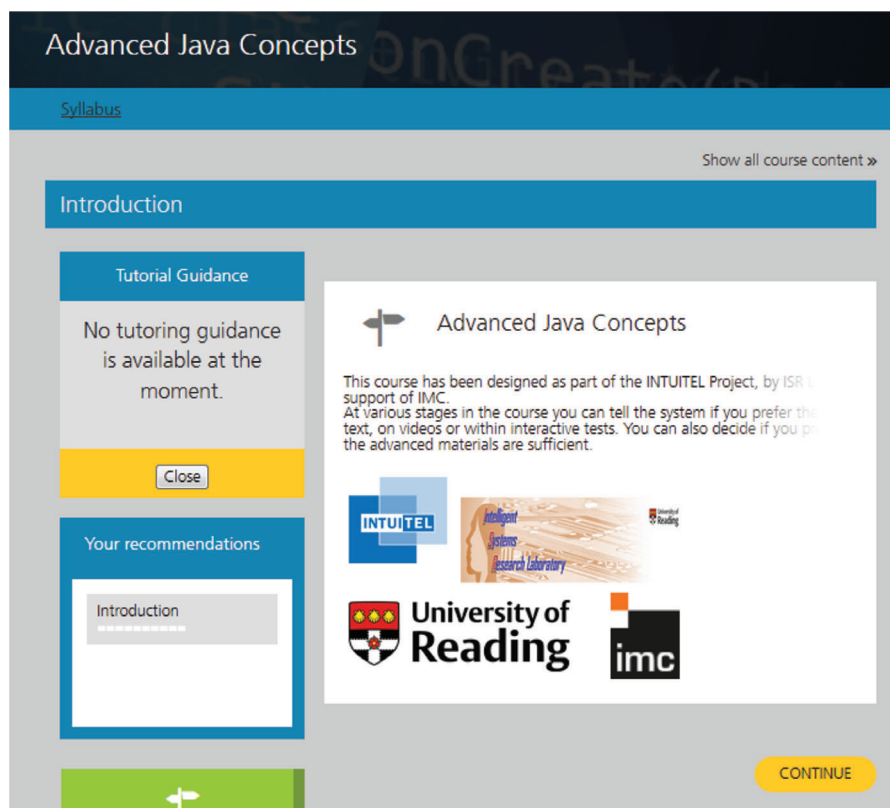 Advanced Java Concepts
Syllabus
Show all course content »
Introduction
Tutorial Guidance
No tutoring guidance
is available at the
moment.
Close
Your recommendations
Introduction
Advanced Java Concepts
This course has been designed as part of the INTUITEL Project, by ISR
support of IMC.
At various stages in the course you can tell the system if you prefer the
text, on videos or within interactive tests. You can also decide if you
the advanced materials are sufficient.
INTUITEL
Intelligent
Systems
Research Laboratory
University of
Reading
University of
Reading
imc
CONTINUE